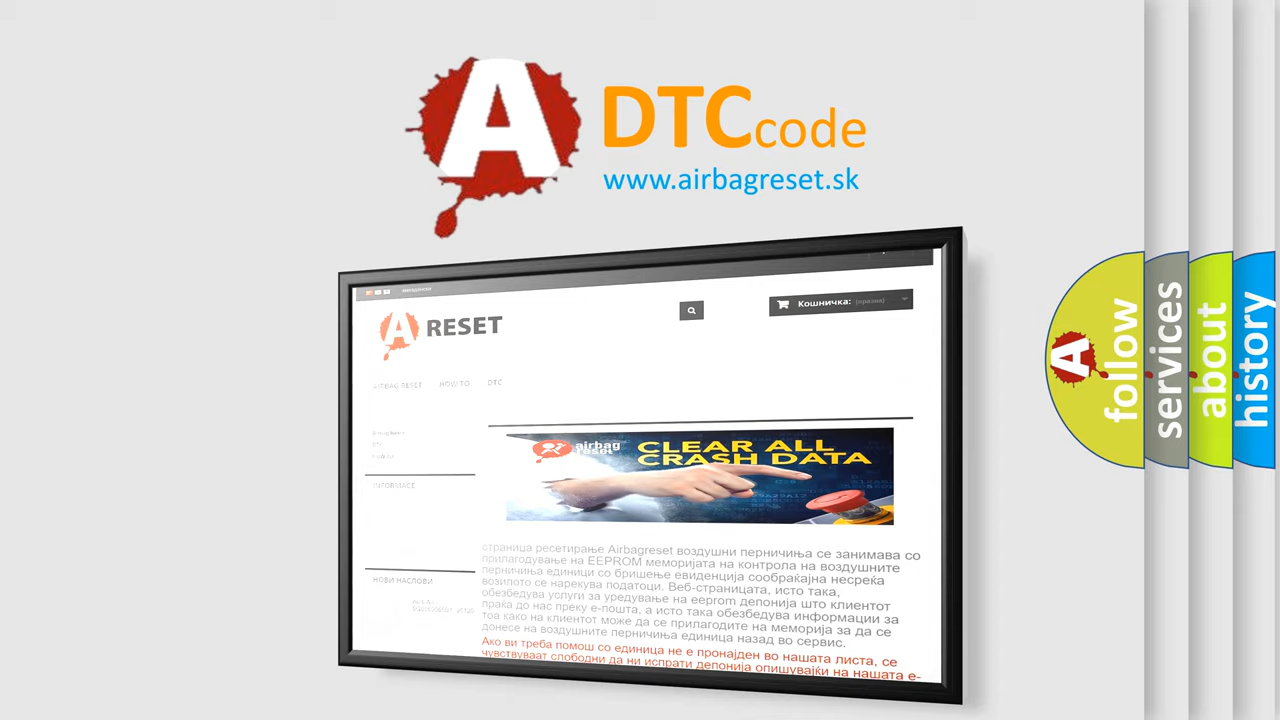 A DTCcode
www.airbagreset.sk
A RESET
Кошничка: (празна)
AIRBAG RESET HOW TO DTC
INFORMACE
airbag reset CLEAR ALL
CRASH DATA
страница ресетирање Airbagreset воздушни перничиња се занимава со
прилагодување на EEPROM меморијата на контрола на воздушните
перничиња единици со бришење евиденција сообраќајна несреќа
возилото се нарекува податоци. Веб-страницата, исто така,
обезбедува услуги за уредување на eeprom депонија што клиентот
праќа до нас преку е-пошта, а исто така обезбедува информации за
тоа како на клиентот може да се прилагодите на меморија за да се
донесе на воздушните перничиња единица назад во сервис.
Ако ви треба помош со единица не е пронајден во нашата листа, се
чувствуваат слободни да ни испрати депонија опишувајќи на нашата е-
НОВИ НАСЛОВИ
A follow
services
about
history